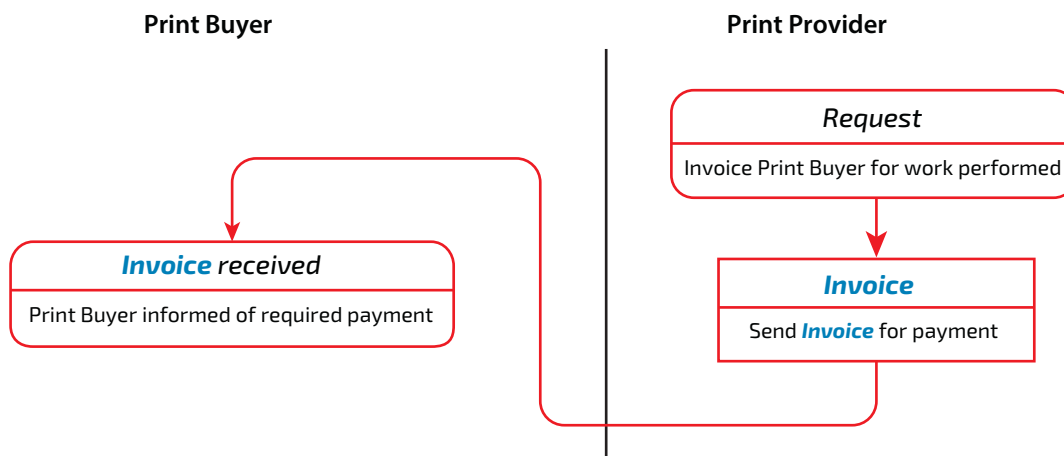 Print Buyer
Print Provider
Request
Invoice Print Buyer for work performed
Invoice received
Print Buyer informed of required payment
Invoice
Send Invoice for payment